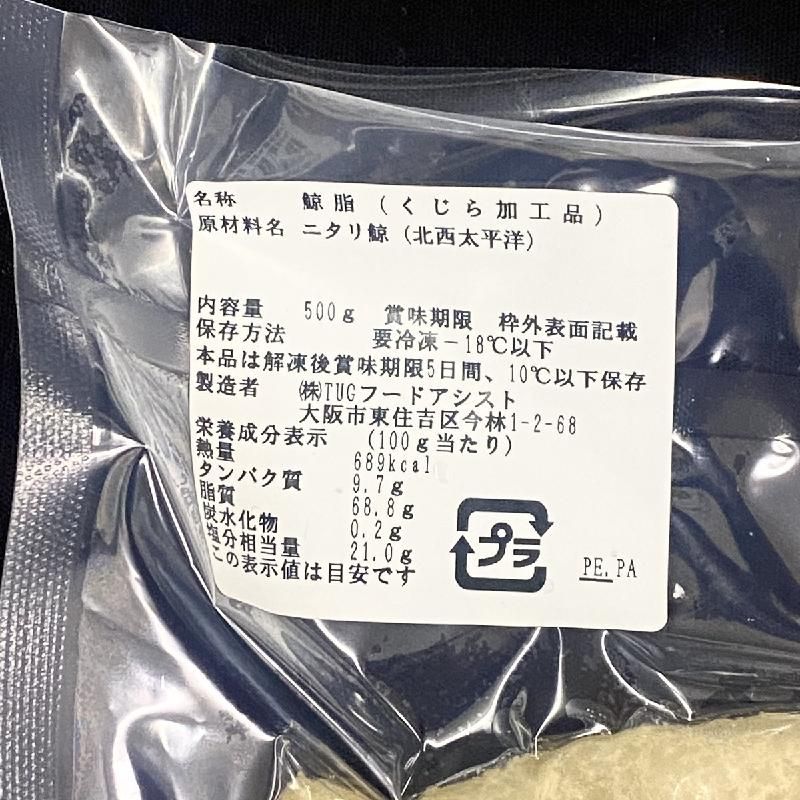 名称 鯨脂（くじら加工品）
原材料名 ニタリ鯨（北西太平洋）
内容量 500g 賞味期限 枠外表面記載
保存方法 要冷凍－18℃以下
本品は解凍後賞味期限5日間、10℃以下保存
製造者 ㈱TUGフードアシスト
大阪市東住吉区今林1-2-68
栄養成分表示 （100g当たり）
熱量 689kcal
タンパク質 9.7g
脂質 68.8g
炭水化物 0.2g
塩分相当量 21.0g
この表示値は目安です
プラ
PE,PA